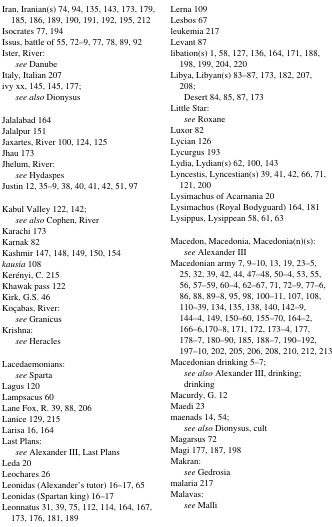 Iran, Iranian(s) 74, 94, 135, 143, 173, 179,
185, 186, 189, 190, 191, 192, 195, 212
Isocrates 77, 194
Issus, battle of 55, 72–9, 77, 78, 89, 92
Ister, River:
see Danube
Italy, Italian 207
ivy xx, 145, 145, 177;
see also Dionysus
Jalalabad 164
Jalalpur 151
Jaxartes, River 100, 124, 125
Jhau 173
Jhelum, River:
see Hydaspes
Justin 12, 35–9, 38, 40, 41, 42, 51, 97
Kabul Valley 122, 142;
see also Cophen, River
Karachi 173
Karnak 82
Kashmir 147, 148, 149, 150, 154
kausia 108
Kerényi, C. 215
Khawak pass 122
Kirk, G.S. 46
Koçabas, River:
see Granicus
Krishna:
see Heracles
Lacedaemonians:
see Sparta
Lagus 120
Lampsacus 60
Lane Fox, R. 39, 88, 206
Lanice 129, 215
Larisa 16, 164
Last Plans:
see Alexander III, Last Plans
Leda 20
Leochares 26
Leonidas (Alexander's tutor) 16–17, 65
Leonidas (Spartan king) 16–17
Leonnatus 31, 39, 75, 112, 114, 164, 167,
173, 176, 181, 189
Lerna 109
Lesbos 67
leukemia 217
Levant 87
libation(s) 1, 58, 127, 136, 164, 171, 188,
198, 199, 204, 220
Libya, Libyan(s) 83–87, 173, 182, 207,
208;
Desert 84, 85, 87, 173
Little Star:
see Roxane
Luxor 82
Lycian 126
Lycurgus 193
Lydia, Lydian(s) 62, 100, 143
Lyncestis, Lyncestian(s) 39, 41, 42, 66, 71,
121, 200
Lysimachus of Acarnania 20
Lysimachus (Royal Bodyguard) 164, 181
Lysippus, Lysippean 58, 61, 63
Macedon, Macedonia, Macedonia(n)(s):
see Alexander III
Macedonian army 7, 9–10, 13, 19, 23–5,
25, 32, 39, 42, 44, 47–48, 50–4, 53, 55,
56, 57–59, 60–4, 62–67, 71, 72–9, 77–6,
86, 88, 89–8, 95, 98, 100–11, 107, 108,
110–39, 134, 135, 138, 140, 142–9,
144–4, 149, 150–60, 155–70, 164–2,
166–6,170–8, 171, 172, 173–4, 177,
178–7, 180–90, 185, 188–7, 190–192,
197–10, 202, 205, 206, 208, 210, 212, 213
Macedonian drinking 5–7;
see also Alexander III, drinking;
drinking
Macurdy, G. 12
Maedi 23
maenads 14, 54;
see also Dionysus, cult
Magarsus 72
Magi 177, 187, 198
Makran:
see Gedrosia
malaria 217
Malavas:
see Malli